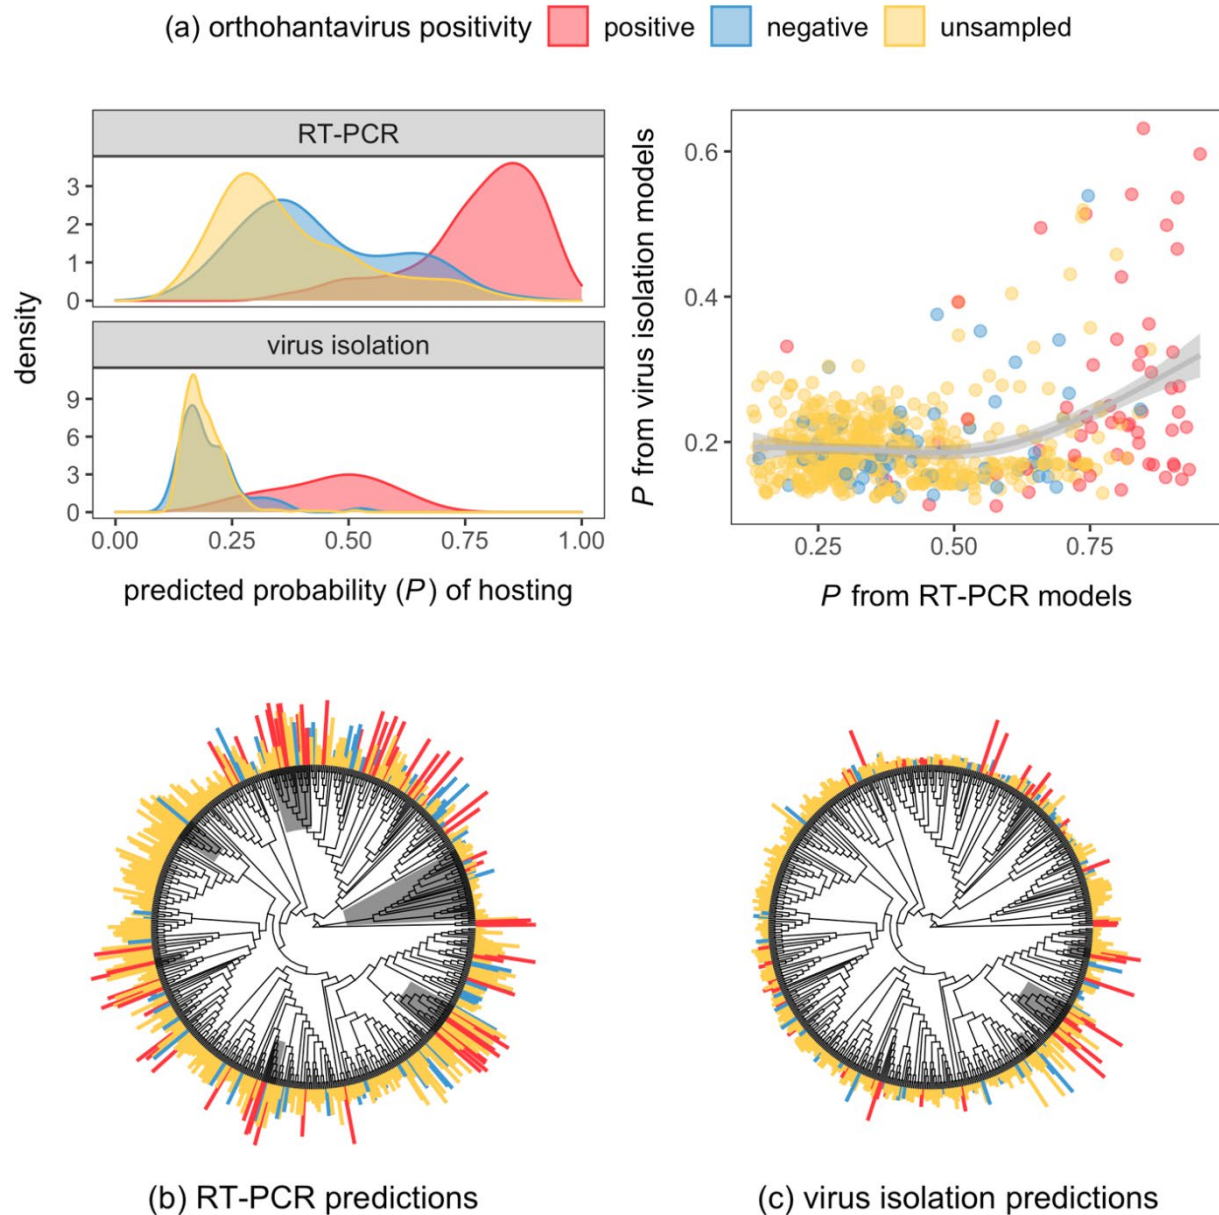 (a) orthohantavirus positivity positive negative unsampled
RT-PCR
3
2
1
0
virus isolation
9
6
3
0
0.00 0.25 0.50 0.75 1.00
density
predicted probability (P) of hosting
0.6
0.4
0.2
0.25 0.50 0.75
P from virus isolation models
P from RT-PCR models
(b) RT-PCR predictions
(c) virus isolation predictions